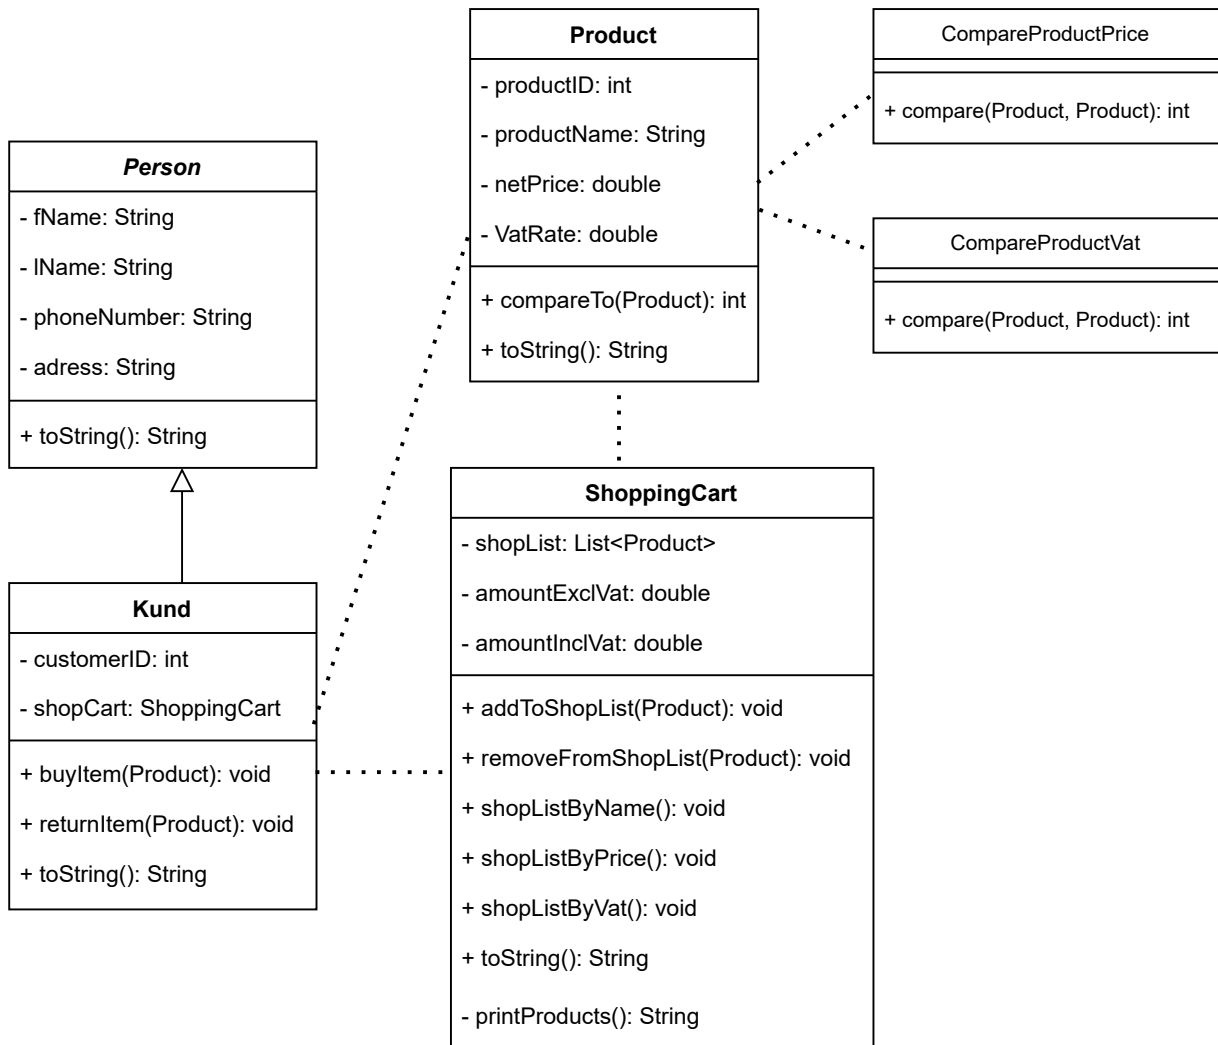 Product
- productID: int
- productName: String
- netPrice: double
- VatRate: double
+ compareTo(Product): int
+ toString(): String
CompareProductPrice
+ compare(Product, Product): int
CompareProductVat
+ compare(Product, Product): int
Person
- fName: String
- lName: String
- phoneNumber: String
- adress: String
+ toString(): String
Kund
- customerID: int
- shopCart: ShoppingCart
+ buyItem(Product): void
+ returnItem(Product): void
+ toString(): String
ShoppingCart
- shopList: List<Product>
- amountExclVat: double
- amountInclVat: double
+ addToShopList(Product): void
+ removeFromShopList(Product): void
+ shopListByName(): void
+ shopListByPrice(): void
+ shopListByVat(): void
+ toString(): String
- printProducts(): String